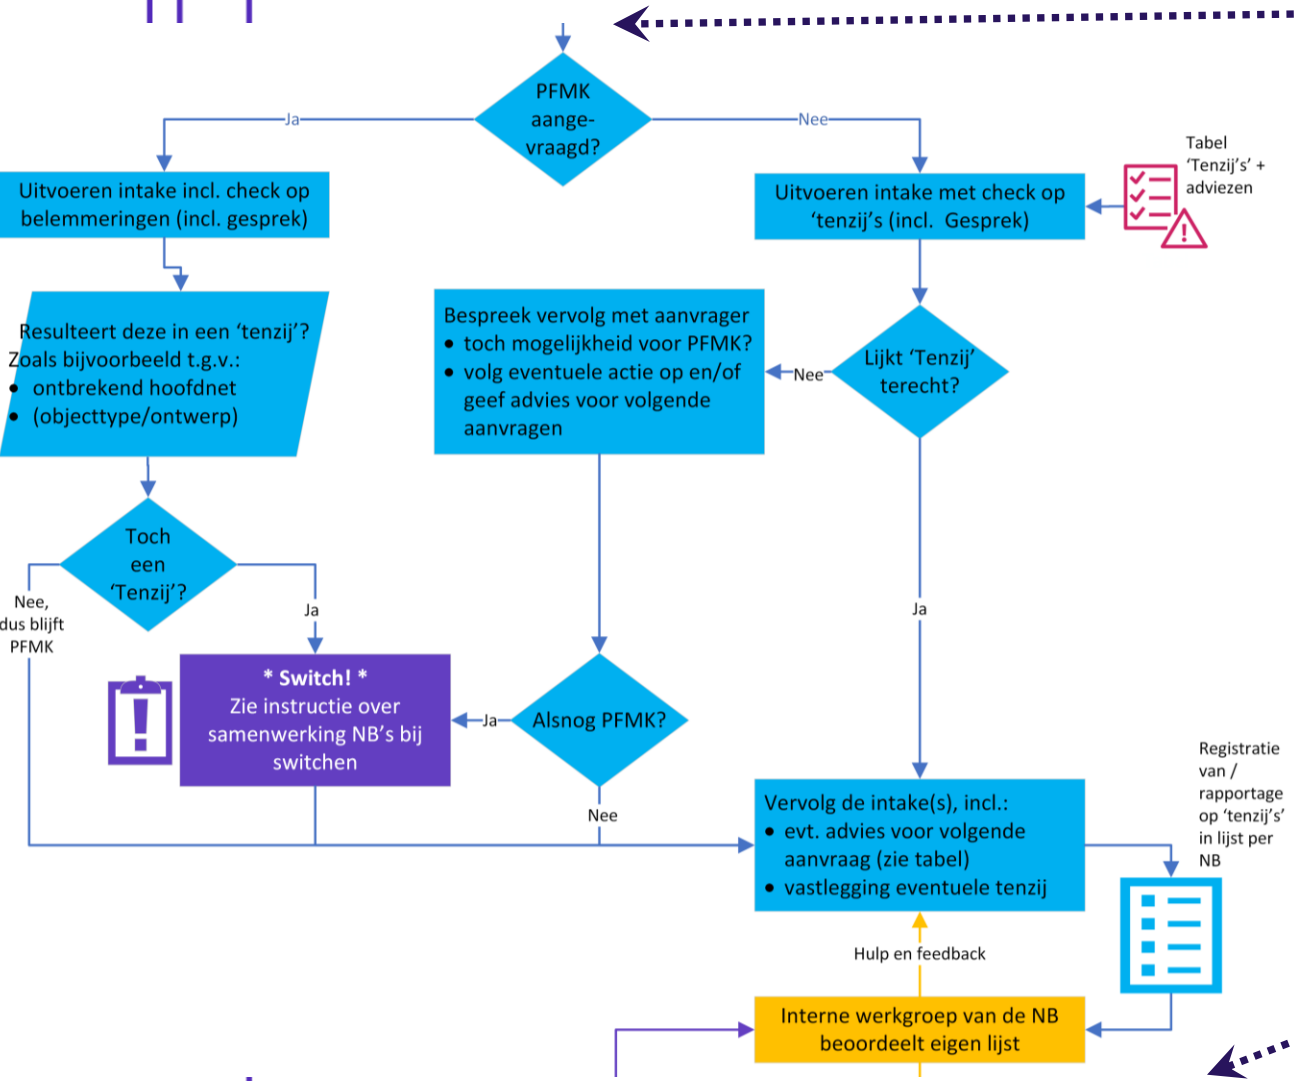 PFMK
aange-
vraagd?
Ja
Nee
Tabel
‘Tenzij’s’ +
adviezen
Uitvoeren intake incl. check op
belemmeringen (incl. gesprek)
Uitvoeren intake met check op
‘tenzij’s (incl. Gesprek)
Resulteert deze in een ‘tenzij’?
Zoals bijvoorbeeld t.g.v.:
• ontbrekend hoofdnet
• (objecttype/ontwerp)
Bespreek vervolg met aanvrager
• toch mogelijkheid voor PFMK?
• volg eventuele actie op en/of
geef advies voor volgende
aanvragen
Nee
Lijkt ‘Tenzij’
terecht?
Toch
een
‘Tenzij’?
Nee,
dus blijft
PFMK
Ja
Ja
* Switch! *
Zie instructie over
samenwerking NB’s bij
switchen
Ja
Alsnog PFMK?
Nee
Vervolg de intake(s), incl.:
• evt. advies voor volgende
aanvraag (zie tabel)
• vastlegging eventuele tenzij
Registratie
van /
rapportage
op ‘tenzij’s’
in lijst per
NB
Hulp en feedback
Interne werkgroep van de NB
beoordeelt eigen lijst